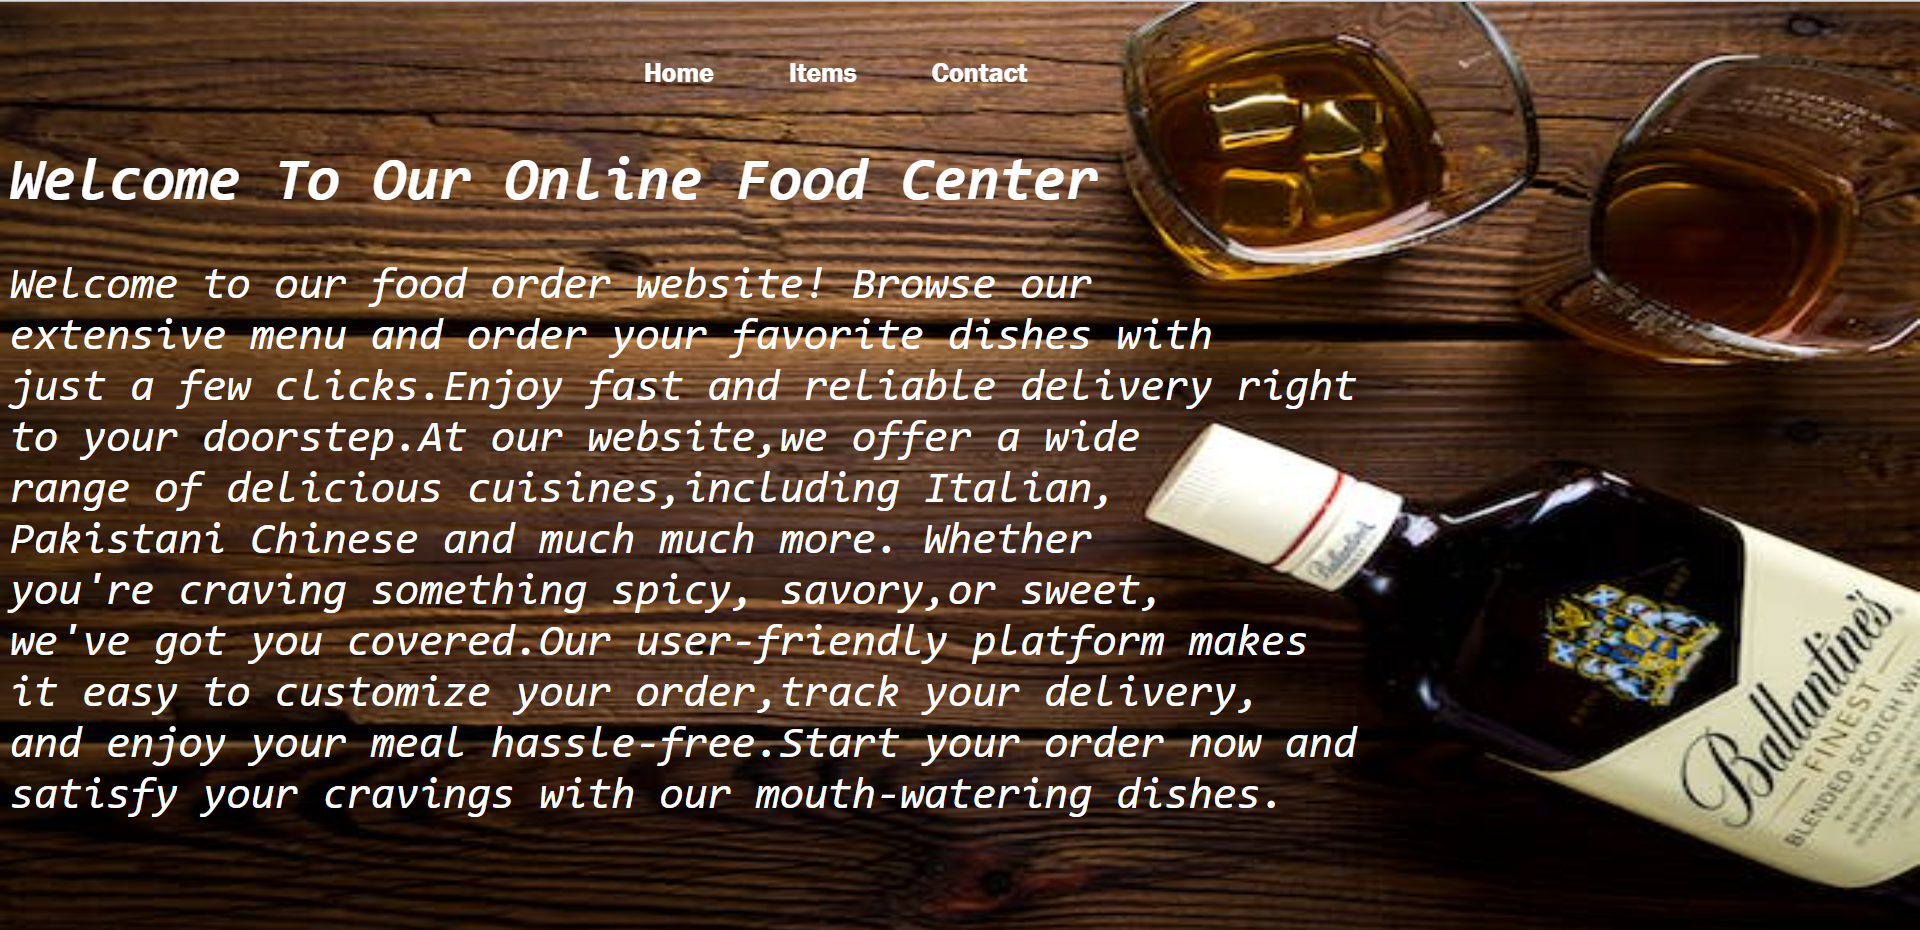 Home Items Contact
Welcome To Our Online Food Center
Welcome to our food order website! Browse our
extensive menu and order your favorite dishes with
just a few clicks.Enjoy fast and reliable delivery right
to your doorstep.At our website,we offer a wide
range of delicious cuisines,including Italian,
Pakistani Chinese and much much more. Whether
you're craving something spicy, savory,or sweet,
we've got you covered.Our user-friendly platform makes
it easy to customize your order,track your delivery,
and enjoy your meal hassle-free.Start your order now and
satisfy your cravings with our mouth-watering dishes.
Ballantine's
Ballantine's
FINEST
BLENDED SCOTCH